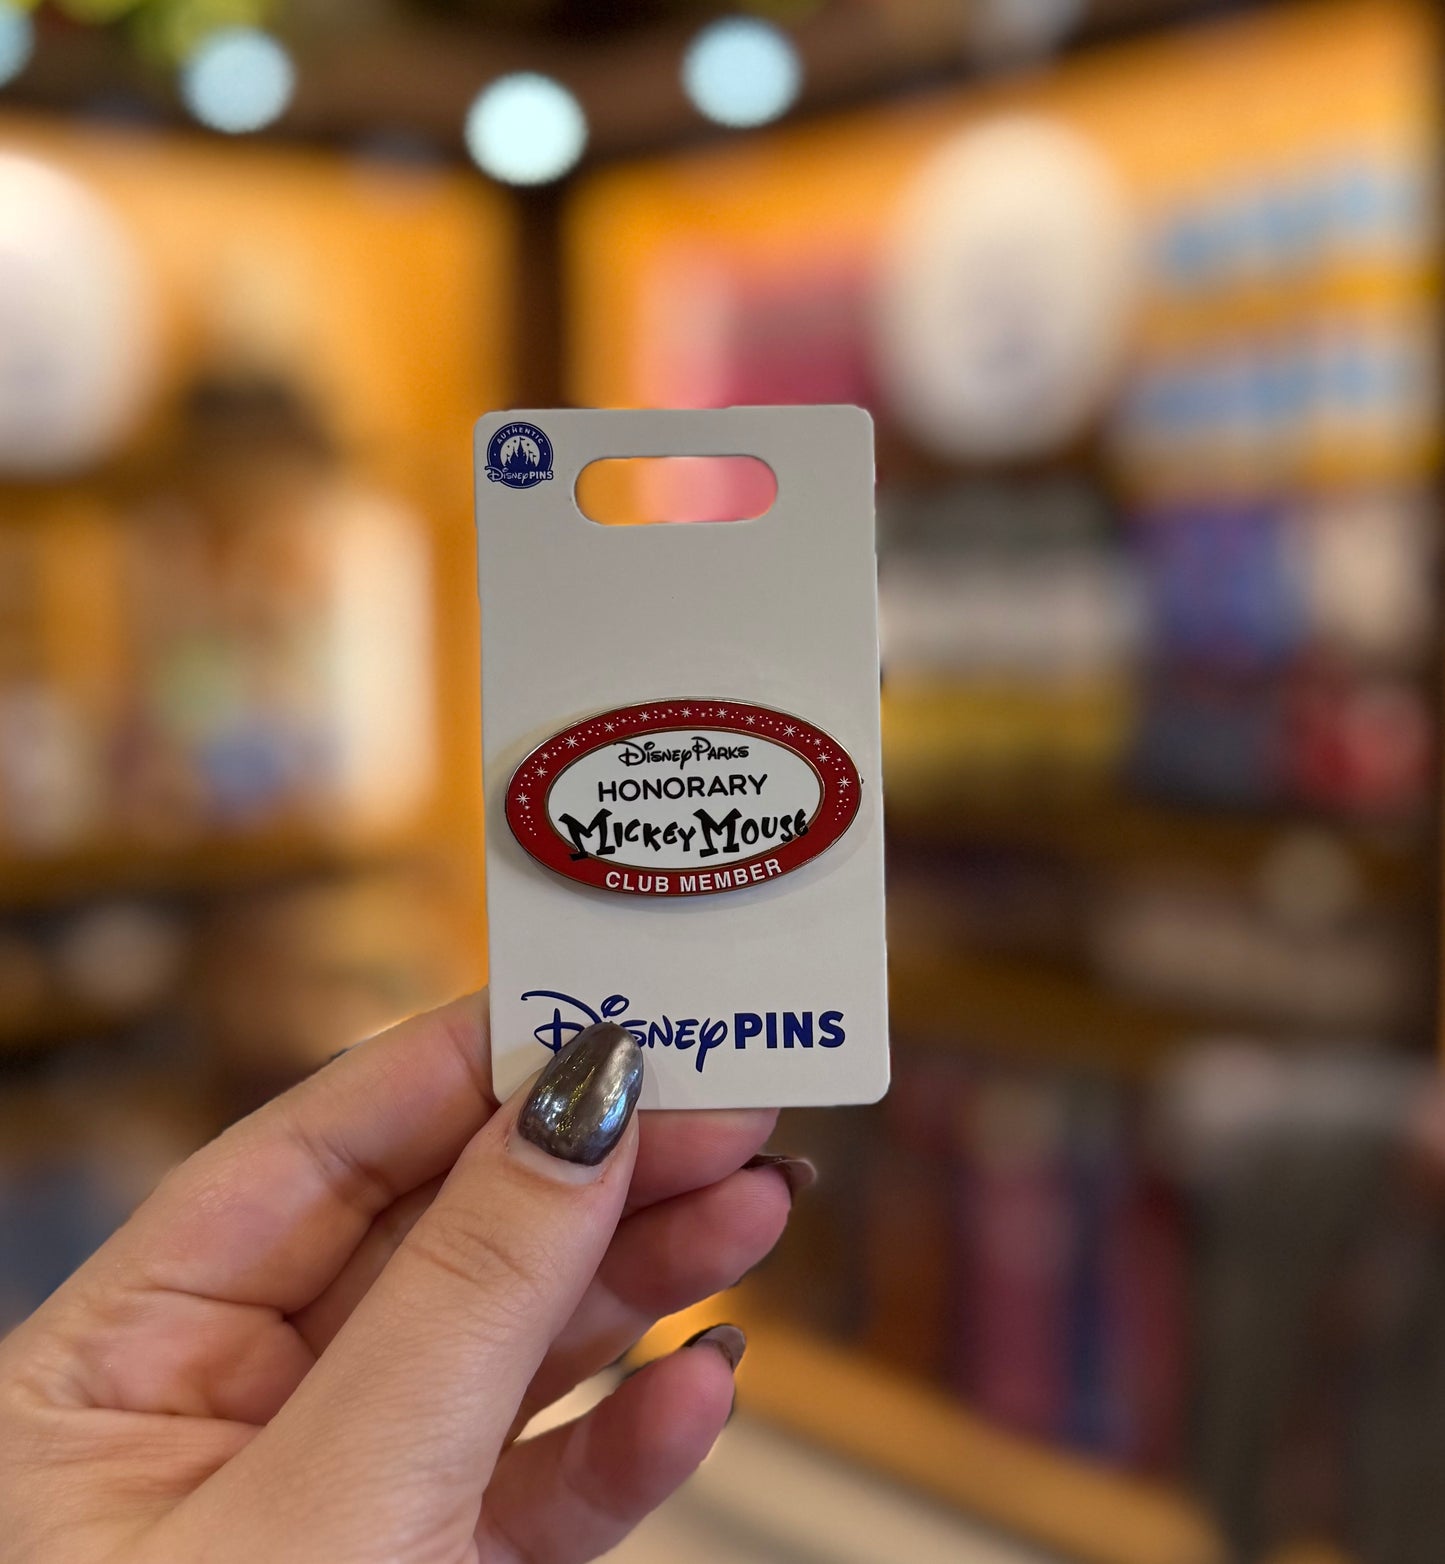 AUTHENTIC
Disney PINS
Disney Parks
HONORARY
Mickey Mouse
CLUB MEMBER
Disney PINS